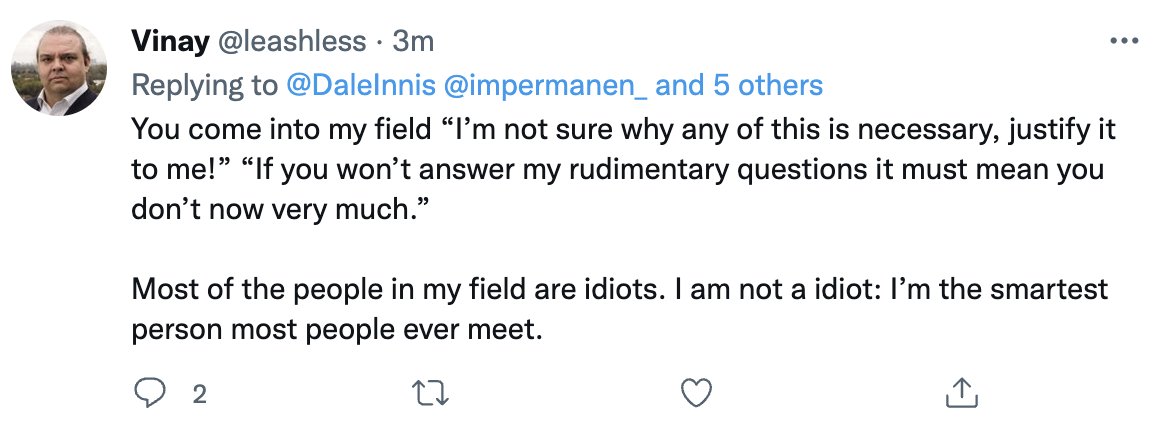 Vinay @leashless · 3m
Replying to @DaleInnis @impermanen_ and 5 others
You come into my field “I’m not sure why any of this is necessary, justify it
to me!” “If you won’t answer my rudimentary questions it must mean you
don’t now very much.”
Most of the people in my field are idiots. I am not a idiot: I’m the smartest
person most people ever meet.
2